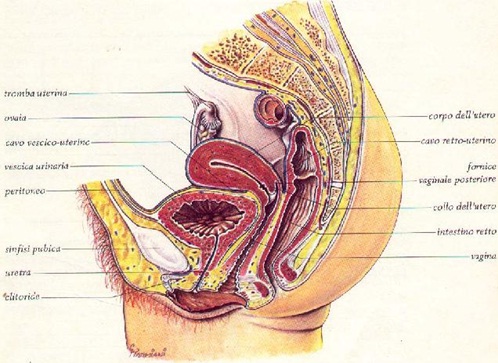 tromba uterina
ovaia
cavo vescico-uterino
vescica urinaria
peritoneo
sinfisi pubica
uretra
clitoride
corpo dell'utero
cavo retto-uterino
fornice
vaginale posteriore
collo dell'utero
intestino retto
vagina